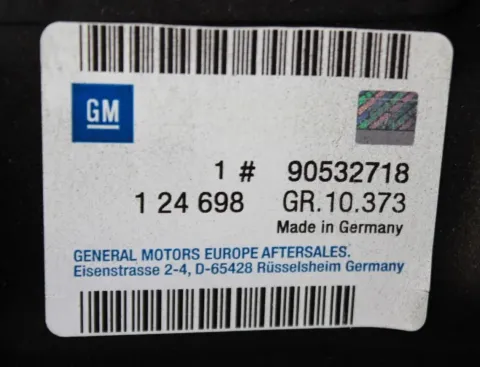 GM
1 # 90532718
1 24 698 GR.10.373
Made in Germany
GENERAL MOTORS EUROPE AFTERSALES.
Eisenstrasse 2-4, D-65428 Rüsselsheim Germany